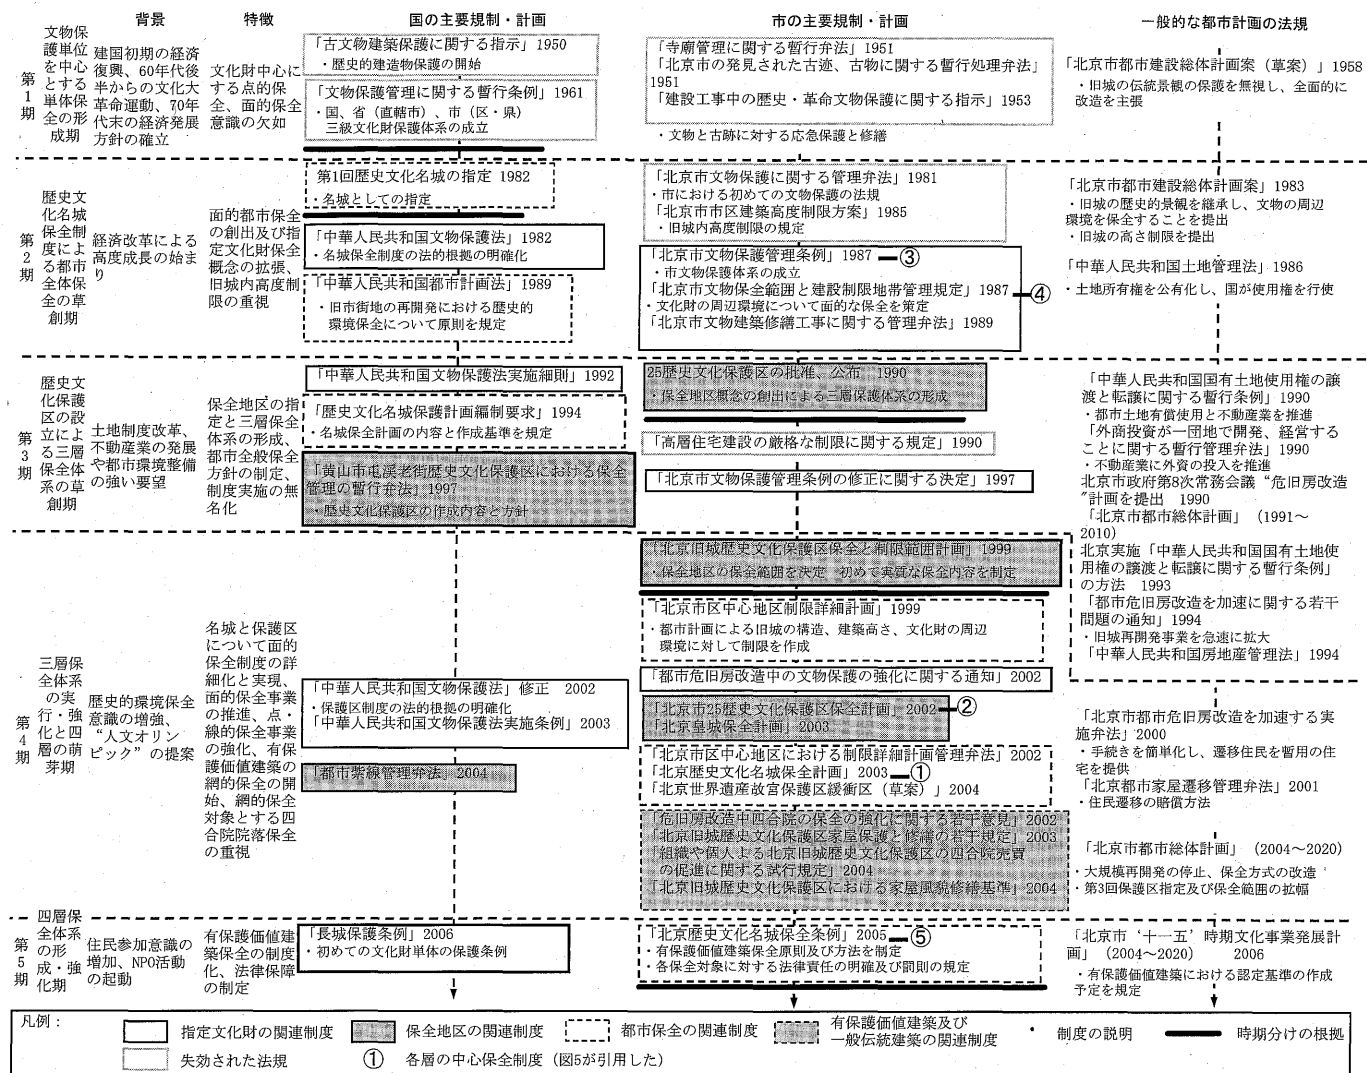 背景
特徴
国の主要規制・計画
市の主要規制・計画
一般的な都市計画の法規
第1期
文物保護単位を中心とする単体保全の形成期
建国初期の経済
復興、60年代後
半からの文化大
革命運動、70年
代末の経済発展
方針の確立
文化財中心に
する点的保
全、面的保全
意識の欠如
「古文物建築保護に関する指示」1950
・歴史的建造物保護の開始
「文物保護管理に関する暫行条例」1961
・国、省（直轄市）、市（区・県）
三級文化財保護体系の成立
「寺廟管理に関する暫行弁法」1951
「北京市の発見された古迹、古物に関する暫行処理弁法」
1951
「建設工事中の歴史・革命文物保護に関する指示」1953
・文物と古跡に対する応急保護と修繕
「北京市都市建設総体計画案（草案）」1958
・旧城の伝統景観の保護を無視し、全面的に
改造を主張
第2期
歴史文化名城保全制度による都市全体保全の草創期
経済改革による
高度成長の始ま
り
面的都市保全
の創出及び指
定文化財保全
概念の拡張、
旧城内高度制
限の重視
第1回歴史文化名城の指定 1982
・名城としての指定
「中華人民共和国文物保護法」1982
・名城保全制度の法的根拠の明確化
「中華人民共和国都市計画法」1989
・旧市街地の再開発における歴史的
環境保全について原則を規定
「北京市文物保護に関する管理弁法」1981
・市における初めての文物保護の法規
「北京市市区建築高度制限方案」1985
・旧城内高度制限の規定
「北京市文物保護管理条例」1987 ③
・市文物保護体系の成立
「北京市文物保全範囲と建設制限地帯管理規定」1987 ④
・文化財の周辺環境について面的な保全を策定
「北京市文物建築修繕工事に関する管理弁法」1989
「北京市都市建設総体計画案」1983
・旧城の歴史的景観を継承し、文物の周辺
環境を保全することを提出
・旧城の高さ制限を提出
「中華人民共和国土地管理法」1986
・土地所有権を公有化し、国が使用権を行使
第3期
歴史文化保護区の設立による三層保全体系の草創期
土地制度改革、
不動産業の発展
や都市環境整備
の強い要望
保全地区の指
定と三層保全
体系の形成、
都市全般保全
方針の制定、
制度実施の無
名化
「中華人民共和国文物保護法実施細則」1992
「歴史文化名城保護計画編制要求」1994
・名城保全計画の内容と作成基準を規定
「黄山市屯渓老街歴史文化保護区における保全
管理の暫行弁法」1997
・歴史文化保護区の作成内容と方針
25歴史文化保護区の批准、公布 1990
・保全地区概念の創出による三層保護体系の形成
「高層住宅建設の厳格な制限に関する規定」1990
「北京市文物保護管理条例の修正に関する決定」1997
「中華人民共和国国有土地使用権の譲
渡と転譲に関する暫行条例」1990
・都市土地有償使用と不動産業を推進
「外商投資が一団地で開発、経営する
ことに関する暫行管理弁法」1990
・不動産業に外資の投入を推進
北京市政府第8次常務会議“危旧房改造
”計画を提出 1990
「北京市都市総体計画」（1991～
2010）
北京実施「中華人民共和国国有土地使
用権の譲渡と転譲に関する暫行条例」
の方法 1993
「都市危旧房改造を加速に関する若干
問題の通知」1994
・旧城再開発事業を急速に拡大
「中華人民共和国房地産管理法」1994
第4期
三層保全体系の実行・強化と四層の萌芽期
歴史的環境保全
意識の増強、
“人文オリン
ピック”の提案
名城と保護区
について面的
保全制度の詳
細化と実現、
面的保全事業
の推進、点・
線的保全事業
の強化、有保
護価値建築の
網的保全の開
始、網的保全
対象とする四
合院院落保全
の重視
「中華人民共和国文物保護法」修正 2002
・保護区制度の法的根拠の明確化
「中華人民共和国文物保護法実施条例」2003
「都市紫線管理弁法」2004
「北京旧城歴史文化保護区保全と制限範囲計画」1999
・保全地区の保全範囲を決定 初めて実質な保全内容を制定
「北京市区中心地区制限詳細計画」1999
・都市計画による旧城の構造、建築高さ、文化財の周辺
環境に対して制限を作成
「都市危旧房改造中の文物保護の強化に関する通知」2002
「北京市25歴史文化保護区保全計画」2002 ②
「北京皇城保全計画」2003
「北京市区中心地区における制限詳細計画管理弁法」2002
「北京歴史文化名城保全計画」2003 ①
「北京世界遺産故宮保護区緩衝区（草案）」2004
「危旧房改造中四合院の保全の強化に関する若干意見」2002
「北京旧城歴史文化保護区家屋保護と修繕の若干規定」2003
「組織や個人よる北京旧城歴史文化保護区の四合院売買
の促進に関する試行規定」2004
「北京旧城歴史文化保護区における家屋風貌修繕基準」2004
「北京市都市危旧房改造を加速する実
施弁法」2000
・手続きを簡単化し、遷移住民を暫用の住
宅を提供
「北京都市家屋遷移管理弁法」2001
・住民遷移の賠償方法
「北京市都市総体計画」（2004～2020）
・大規模再開発の停止、保全方式の改造
・第3回保護区指定及び保全範囲の拡幅
第5期
四層保全体系の形成・強化期
住民参加意識の
増加、NPO活動
の起動
有保護価値建
築保全の制度
化、法律保障
の制定
「長城保護条例」2006
・初めての文化財単体の保護条例
「北京歴史文化名城保全条例」2005 ⑤
・有保護価値建築保全原則及び方法を制定
・各保全対象に対する法律責任の明確及び罰則の規定
「北京市‘十一五’時期文化事業発展計
画」（2004～2020） 2006
・有保護価値建築における認定基準の作成
予定を規定
凡例：
指定文化財の関連制度
保全地区の関連制度
都市保全の関連制度
有保護価値建築及び
一般伝統建築の関連制度
・ 制度の説明
時期分けの根拠
失効された法規
① 各層の中心保全制度（図5が引用した）